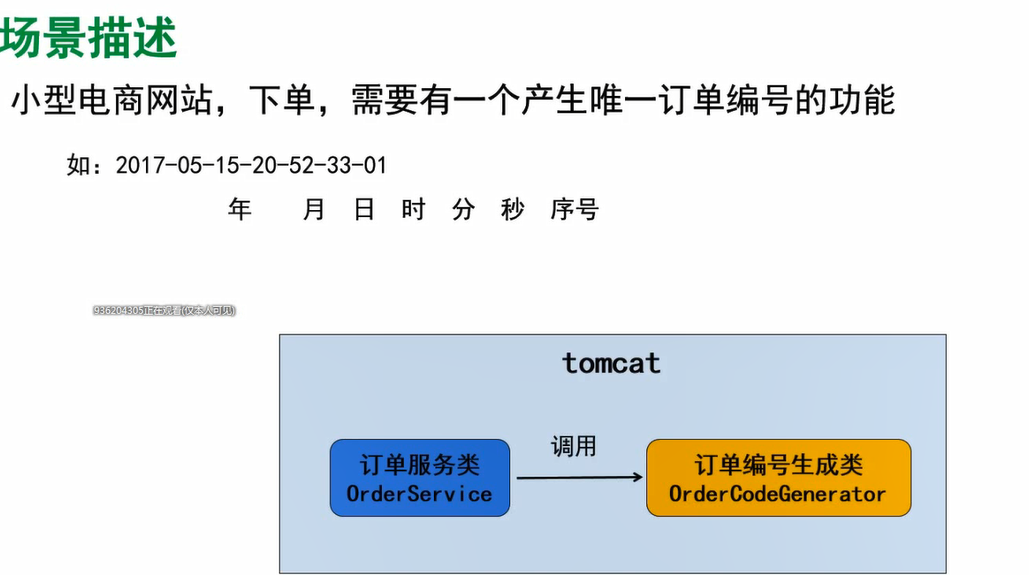 场景描述
小型电商网站，下单，需要有一个产生唯一订单编号的功能
如：2017-05-15-20-52-33-01
年 月 日 时 分 秒 序号
936204305正在观看(仅本人可见)
tomcat
调用
订单服务类
OrderService
订单编号生成类
OrderCodeGenerator